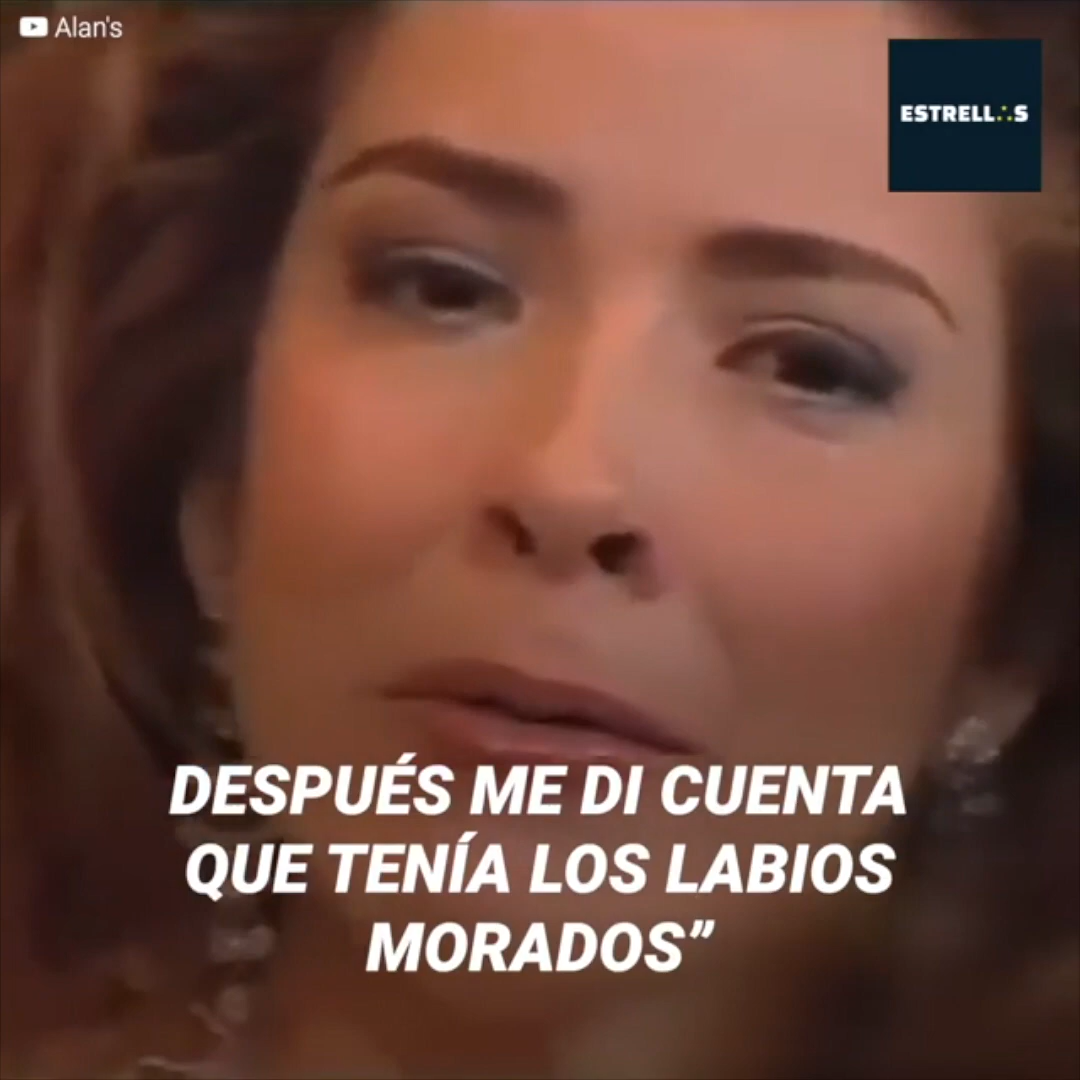 Alan's
ESTRELLAS
DESPUÉS ME DI CUENTA
QUE TENÍA LOS LABIOS
MORADOS”